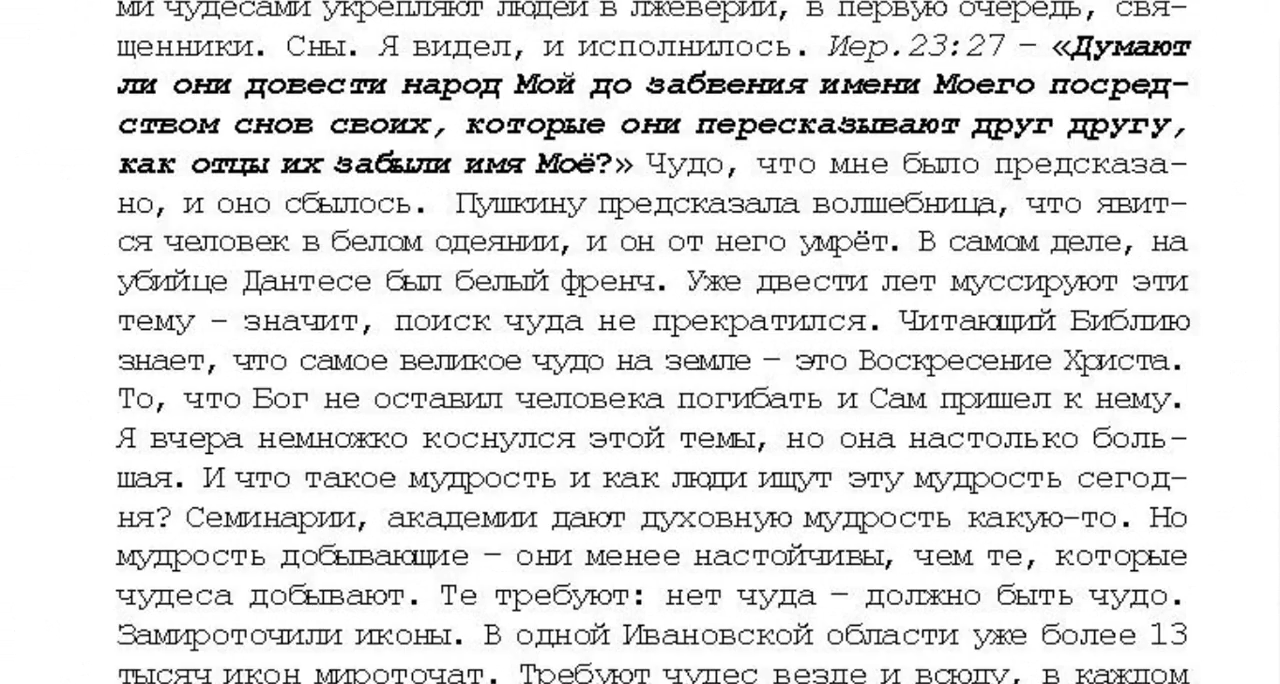 ми чудесами укрепляют людей в лжеверии, в первую очередь, свя-
щенники. Сны. Я видел, и исполнилось. Иер.23:27 – «Думают
ли они довести народ Мой до забвения имени Моего посред-
ством снов своих, которые они пересказывают друг другу,
как отцы их забыли имя Моё?» Чудо, что мне было предсказа-
но, и оно сбылось. Пушкину предсказала волшебница, что явит-
ся человек в белом одеянии, и он от него умрёт. В самом деле, на
убийце Дантесе был белый френч. Уже двести лет муссируют эти
тему – значит, поиск чуда не прекратился. Читающий Библию
знает, что самое великое чудо на земле – это Воскресение Христа.
То, что Бог не оставил человека погибать и Сам пришел к нему.
Я вчера немножко коснулся этой темы, но она настолько боль-
шая. И что такое мудрость и как люди ищут эту мудрость сегод-
ня? Семинарии, академии дают духовную мудрость какую-то. Но
мудрость добывающие – они менее настойчивы, чем те, которые
чудеса добывают. Те требуют: нет чуда – должно быть чудо.
Замироточили иконы. В одной Ивановской области уже более 13
тысяч икон мироточат. Требуют чудес везде и всюду, в каждом